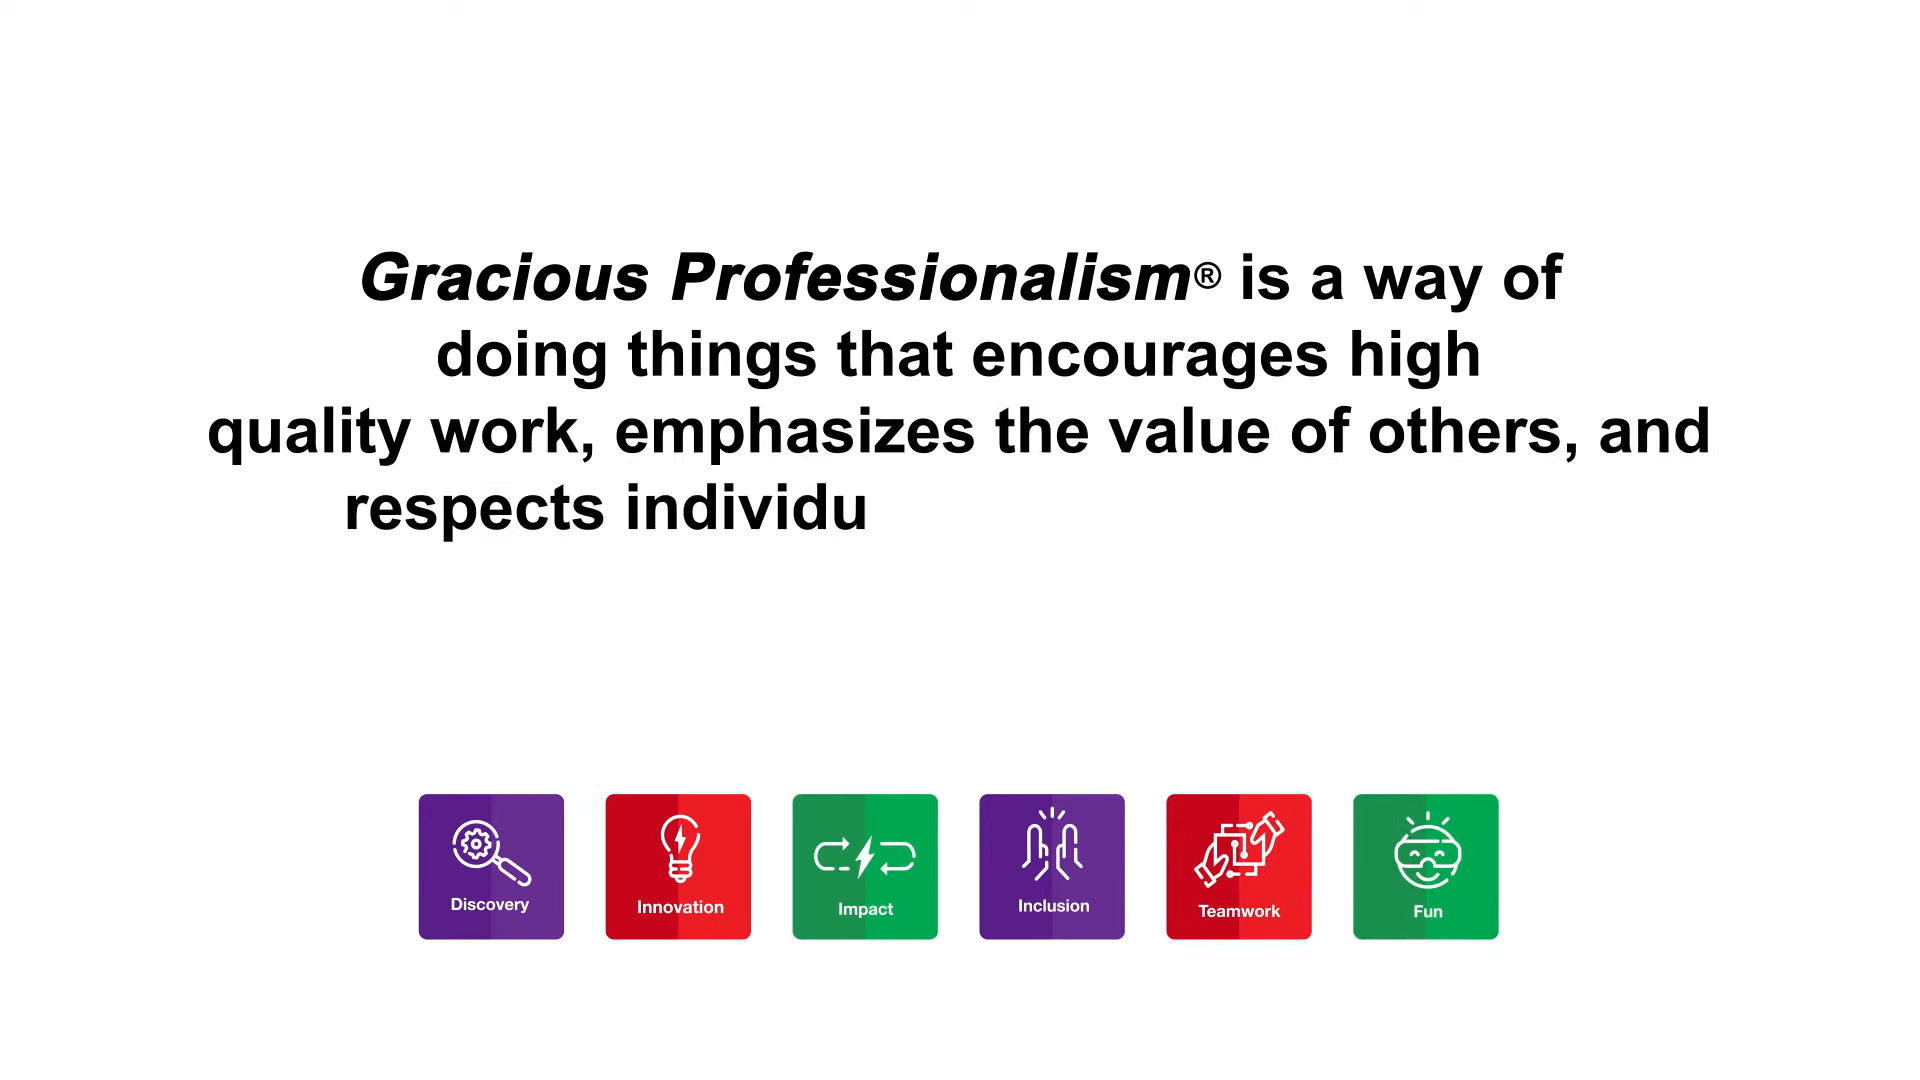 Gracious Professionalism® is a way of
doing things that encourages high
quality work, emphasizes the value of others, and
respects individu
Discovery
Innovation
Impact
Inclusion
Teamwork
Fun